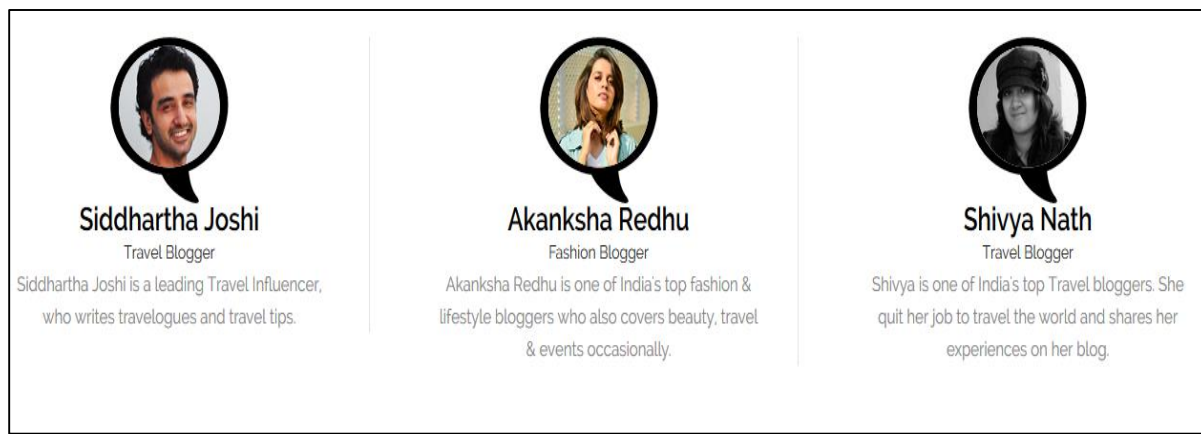 Siddhartha Joshi
Travel Blogger
Siddhartha Joshi is a leading Travel Influencer,
who writes travelogues and travel tips.
Akanksha Redhu
Fashion Blogger
Akanksha Redhu is one of India's top fashion &
lifestyle bloggers who also covers beauty, travel
& events occasionally.
Shivya Nath
Travel Blogger
Shivya is one of India's top Travel bloggers. She
quit her job to travel the world and shares her
experiences on her blog.